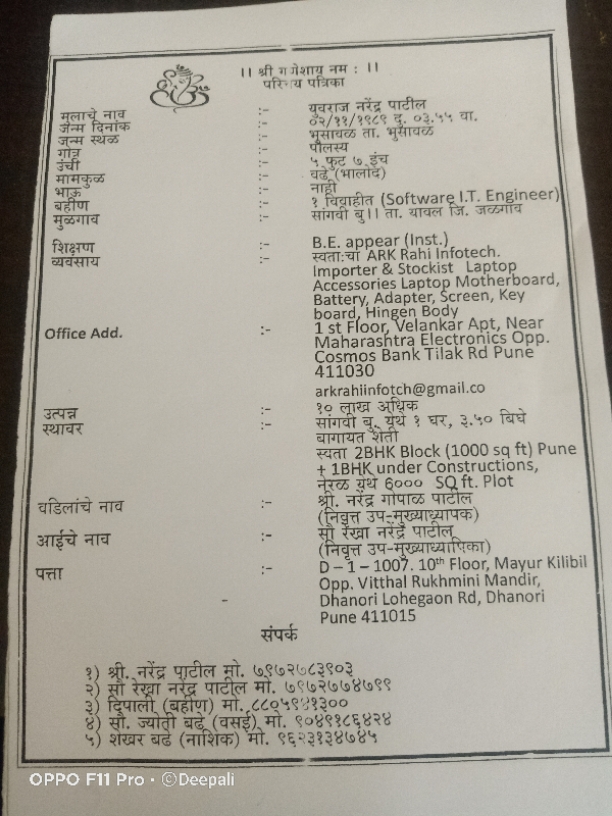 ।। श्री गणेशाय नम : ।।
परिचय पत्रिका
मुलाचे नाव :- युवराज नरेंद्र पाटील
जन्म दिनांक :- ०२/११/१९८९ दु. ०३.५५ वा.
जन्म स्थळ :- भुसावळ ता. भुसावळ
गोत्र :- पौलस्य
उंची :- ५ फुट ७ इंच
मामकुळ :- वढे (भालोद)
भाऊ :- नाही
बहीण :- १ विवाहीत (Software I.T. Engineer)
मुळगाव :- सांगवी बु।। ता. यावल जि. जळगाव
शिक्षण :- B.E. appear (Inst.)
व्यवसाय :- स्वता:चा ARK Rahi Infotech.
Importer & Stockist Laptop
Accessories Laptop Motherboard,
Battery, Adapter, Screen, Key
board, Hingen Body
Office Add. :- 1 st Floor, Velankar Apt, Near
Maharashtra Electronics Opp.
Cosmos Bank Tilak Rd Pune
411030
arkrahiinfotch@gmail.co
उत्पन्न :- १० लाख अधिक
स्थावर :- सांगवी बु. येथे १ घर, ३.५० बिघे
बागायत शेती
स्वता 2BHK Block (1000 sq ft) Pune
+ 1BHK under Constructions,
नेरळ येथे 6००० SQ ft. Plot
वडिलांचे नाव :- श्री. नरेंद्र गोपाळ पाटील
(निवृत्त उप-मुख्याध्यापक)
आईचे नाव :- सौ रेखा नरेंद्र पाटील
(निवृत्त उप-मुख्याध्यापिका)
पत्ता :- D – 1 – 1007. 10th Floor, Mayur Kilibil
Opp. Vitthal Rukhmini Mandir,
Dhanori Lohegaon Rd, Dhanori
Pune 411015
संपर्क
१) श्री. नरेंद्र पाटील मो. ७९७२७८३९०३
२) सौ रेखा नरेंद्र पाटील मो. ७९७२७७४७९९
३) दिपाली (बहीण) मो.
४) सौ. ज्योती बढे (वसई) मो. ९०४९१८६४२४
५) शेखर बढे (नाशिक) मो. ९६२३१३४७४५
OPPO F11 Pro · ©Deepali